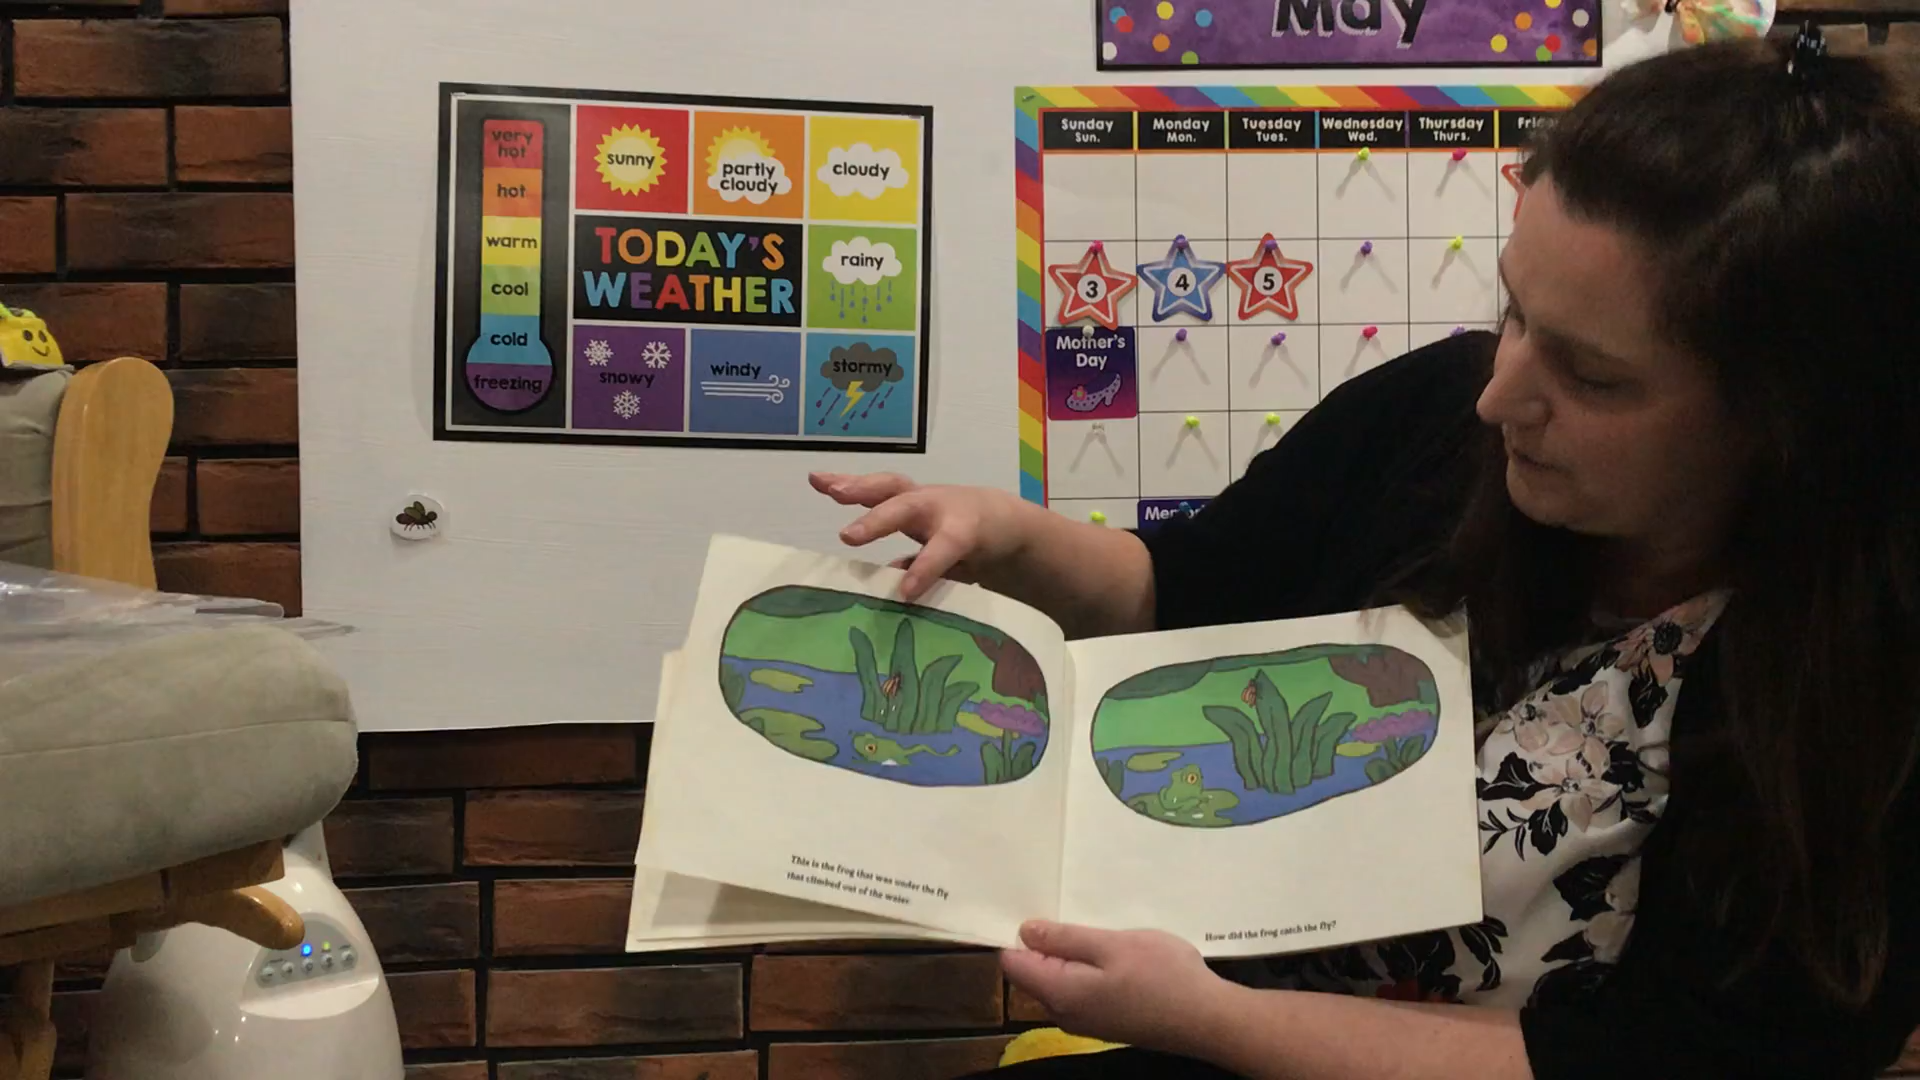 May
very
hot
hot
warm
cool
cold
freezing
sunny
partly
cloudy
cloudy
TODAY'S
WEATHER
rainy
snowy
windy
stormy
Sunday
Sun.
Monday
Mon.
Tuesday
Tues.
Wednesday
Wed.
Thursday
Thurs.
3
4
5
Mother's
Day
This is the frog that was under the fly
that climbed out of the water.
How did the frog catch the fly?